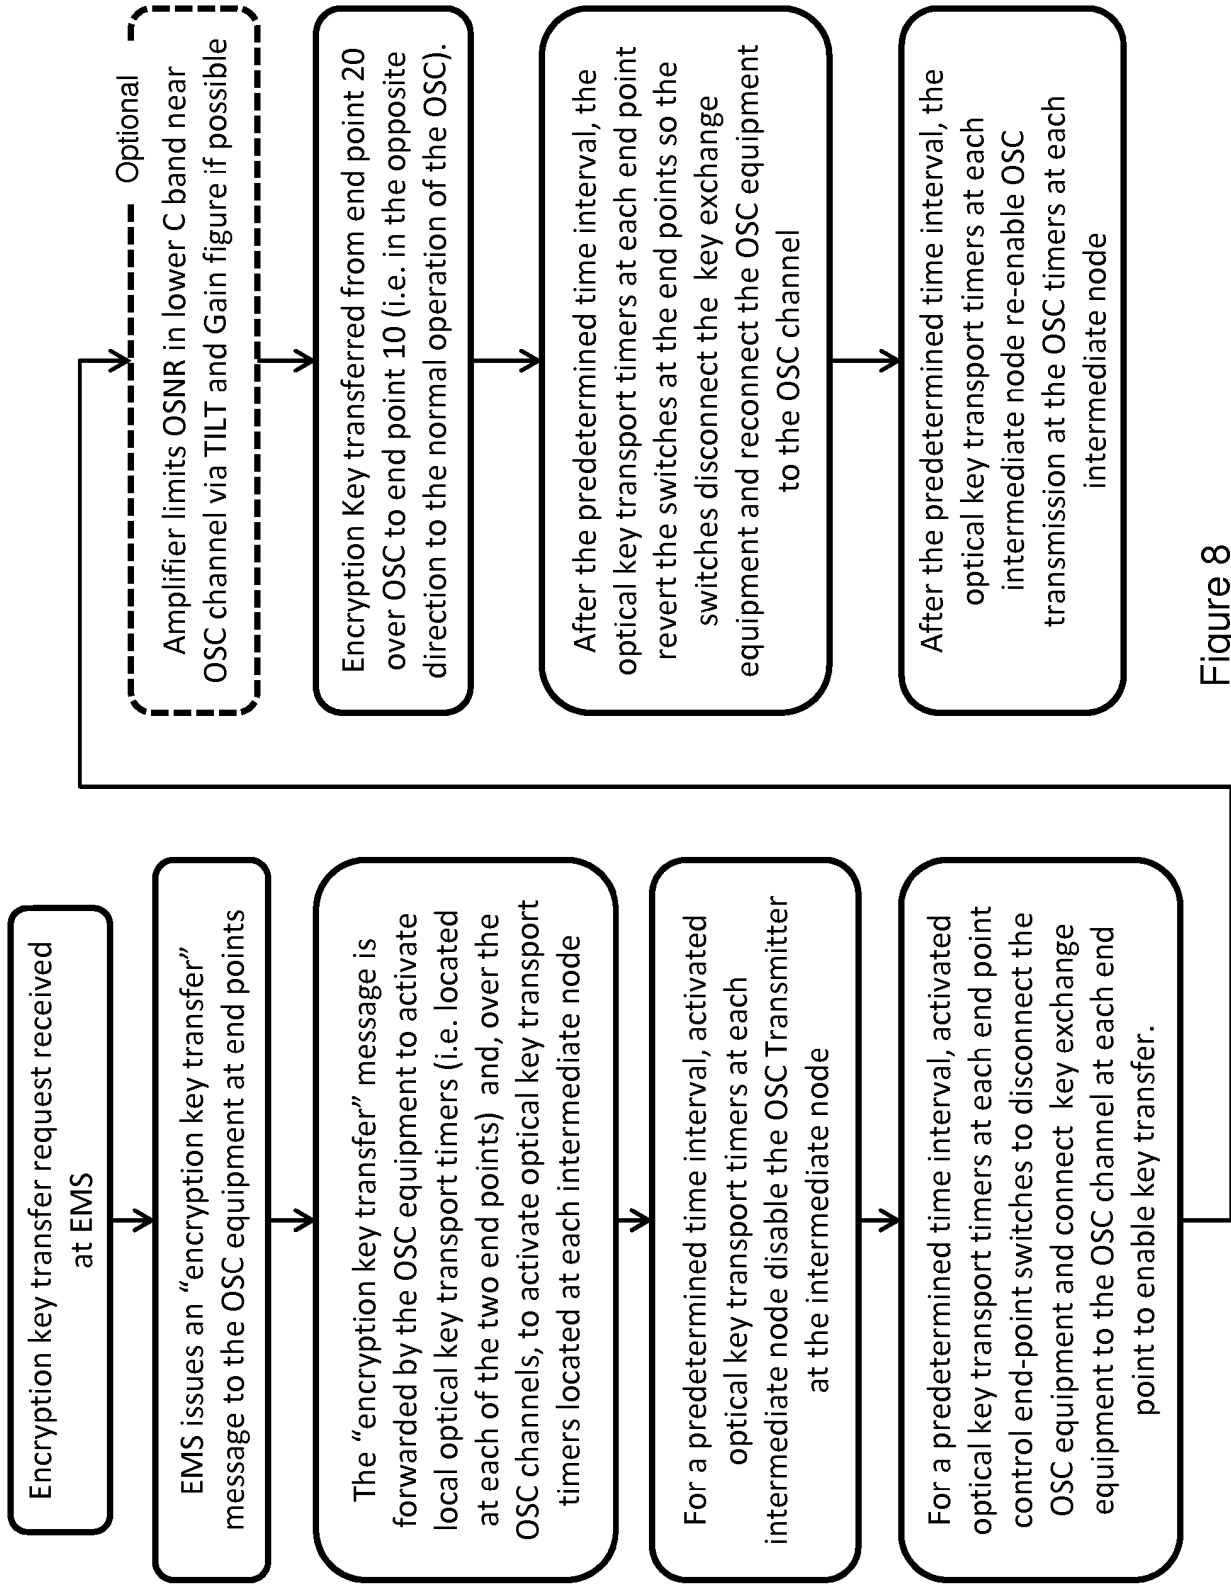 Encryption key transfer request received
at EMS
EMS issues an “encryption key transfer”
message to the OSC equipment at end points
The “encryption key transfer” message is
forwarded by the OSC equipment to activate
local optical key transport timers (i.e. located
at each of the two end points) and, over the
OSC channels, to activate optical key transport
timers located at each intermediate node
For a predetermined time interval, activated
optical key transport timers at each
intermediate node disable the OSC Transmitter
at the intermediate node
For a predetermined time interval, activated
optical key transport timers at each end point
control end-point switches to disconnect the
OSC equipment and connect key exchange
equipment to the OSC channel at each end
point to enable key transfer.
Optional
Amplifier limits OSNR in lower C band near
OSC channel via TILT and Gain figure if possible
Encryption Key transferred from end point 20
over OSC to end point 10 (i.e. in the opposite
direction to the normal operation of the OSC).
After the predetermined time interval, the
optical key transport timers at each end point
revert the switches at the end points so the
switches disconnect the key exchange
equipment and reconnect the OSC equipment
to the OSC channel
After the predetermined time interval, the
optical key transport timers at each
intermediate node re-enable OSC
transmission at the OSC timers at each
intermediate node
Figure 8